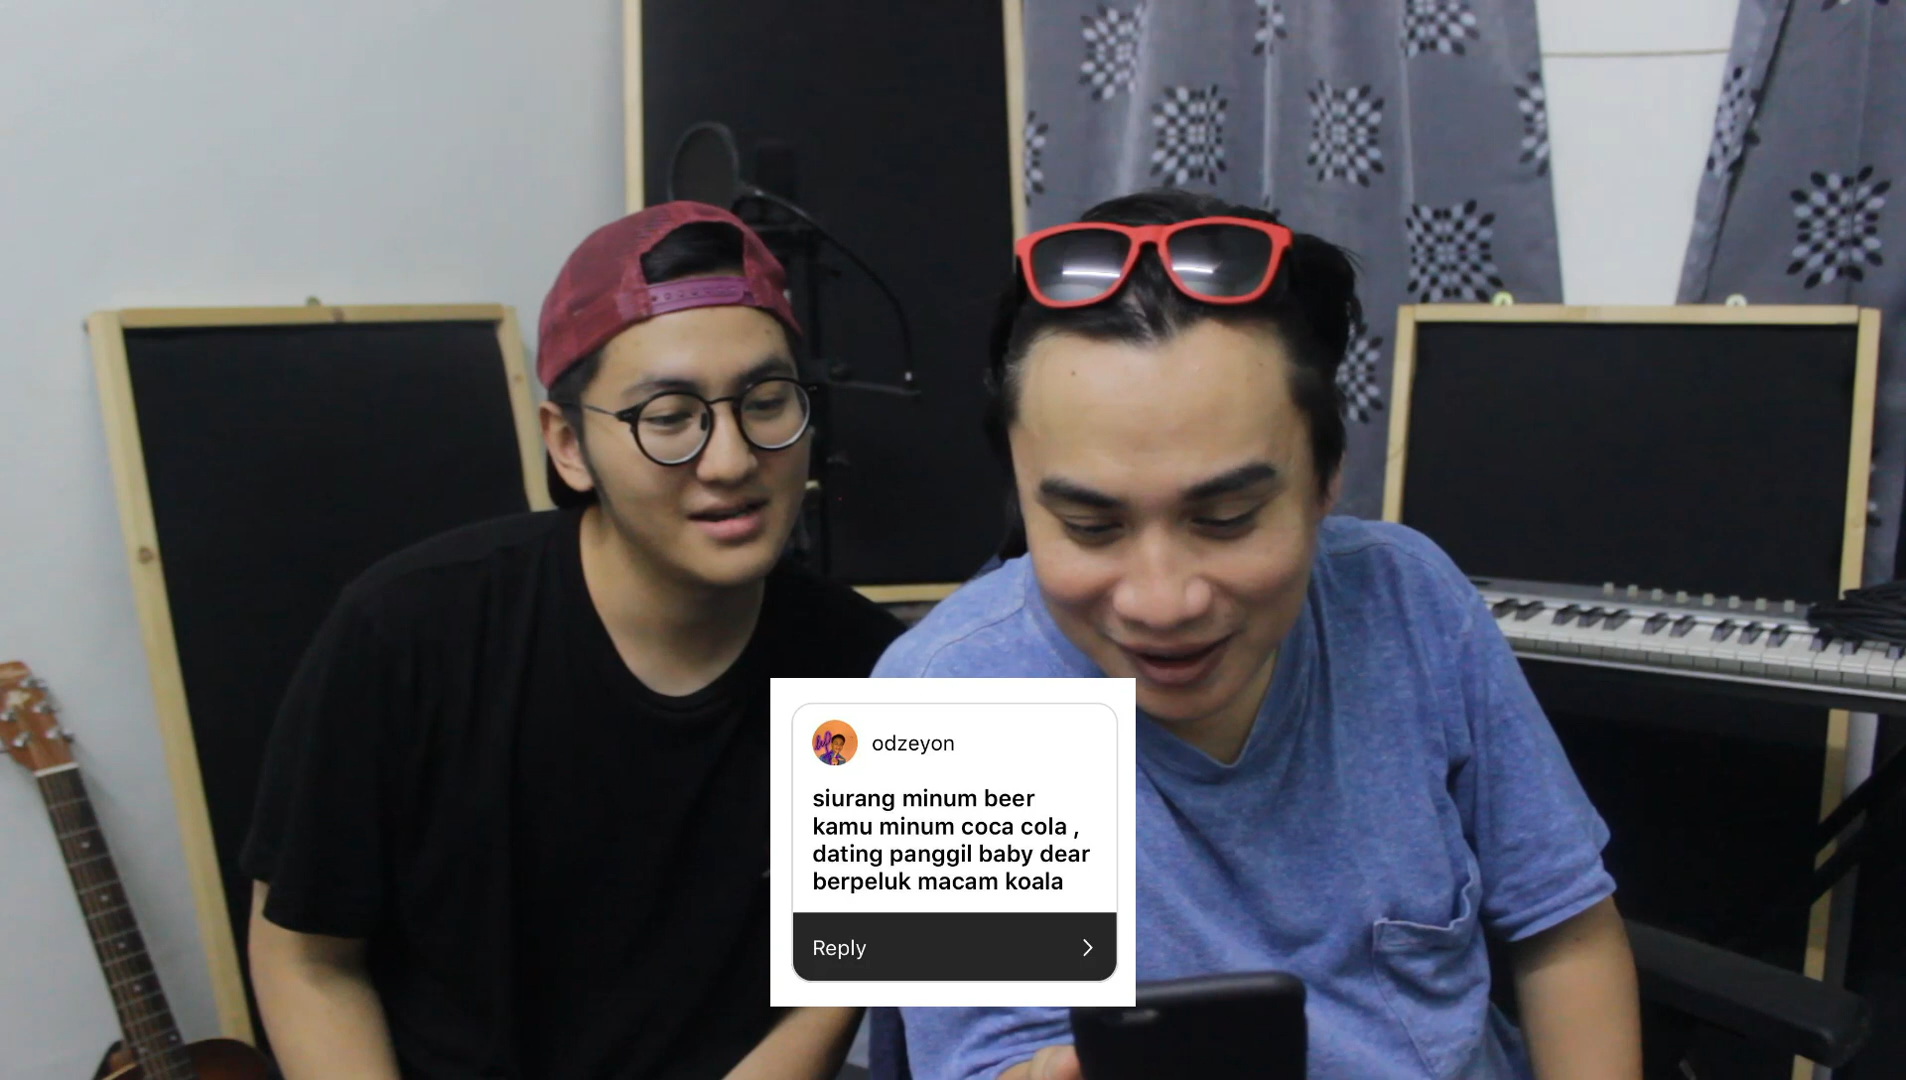 odzeyon
siurang minum beer
kamu minum coca cola ,
dating panggil baby dear
berpeluk macam koala
Reply